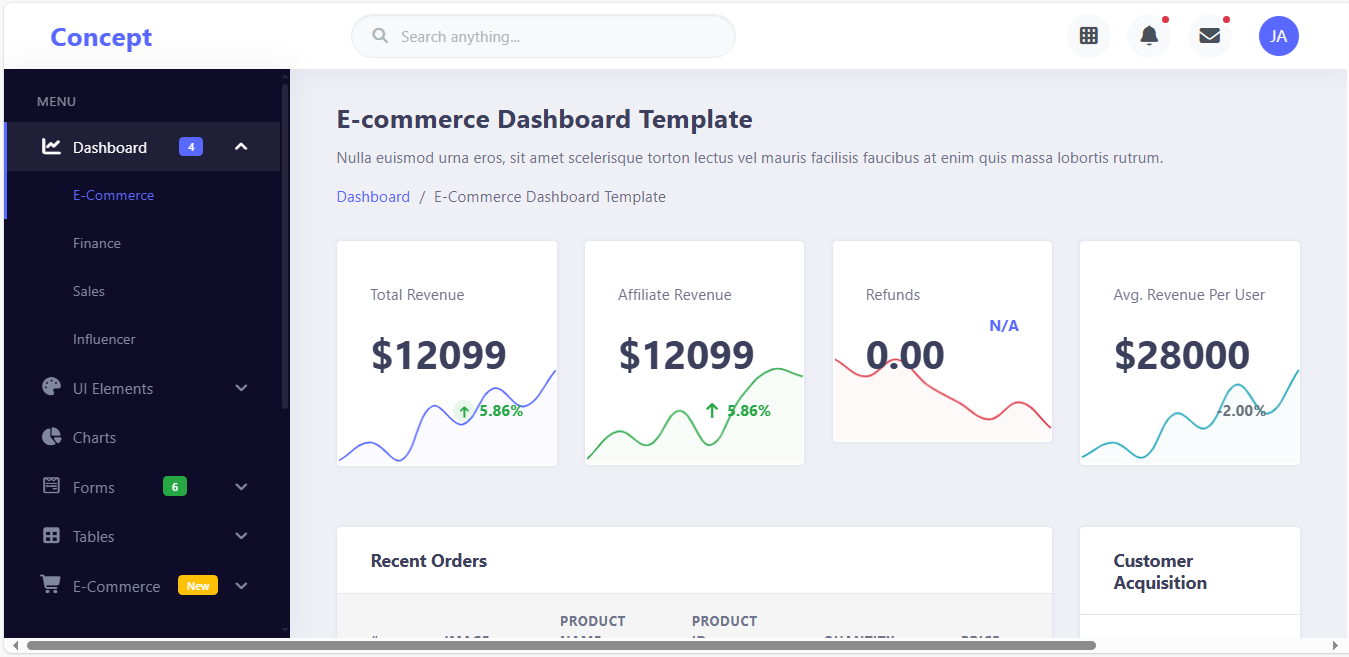 Concept
Search anything...
JA
MENU
Dashboard 4
E-Commerce
Finance
Sales
Influencer
UI Elements
Charts
Forms 6
Tables
E-Commerce New
E-commerce Dashboard Template
Nulla euismod urna eros, sit amet scelerisque torton lectus vel mauris facilisis faucibus at enim quis massa lobortis rutrum.
Dashboard / E-Commerce Dashboard Template
Total Revenue
$12099
5.86%
Affiliate Revenue
$12099
5.86%
Refunds
N/A
0.00
Avg. Revenue Per User
$28000
-2.00%
Recent Orders
PRODUCT PRODUCT
# IMAGE NAME ID QUANTITY PRICE
Customer
Acquisition